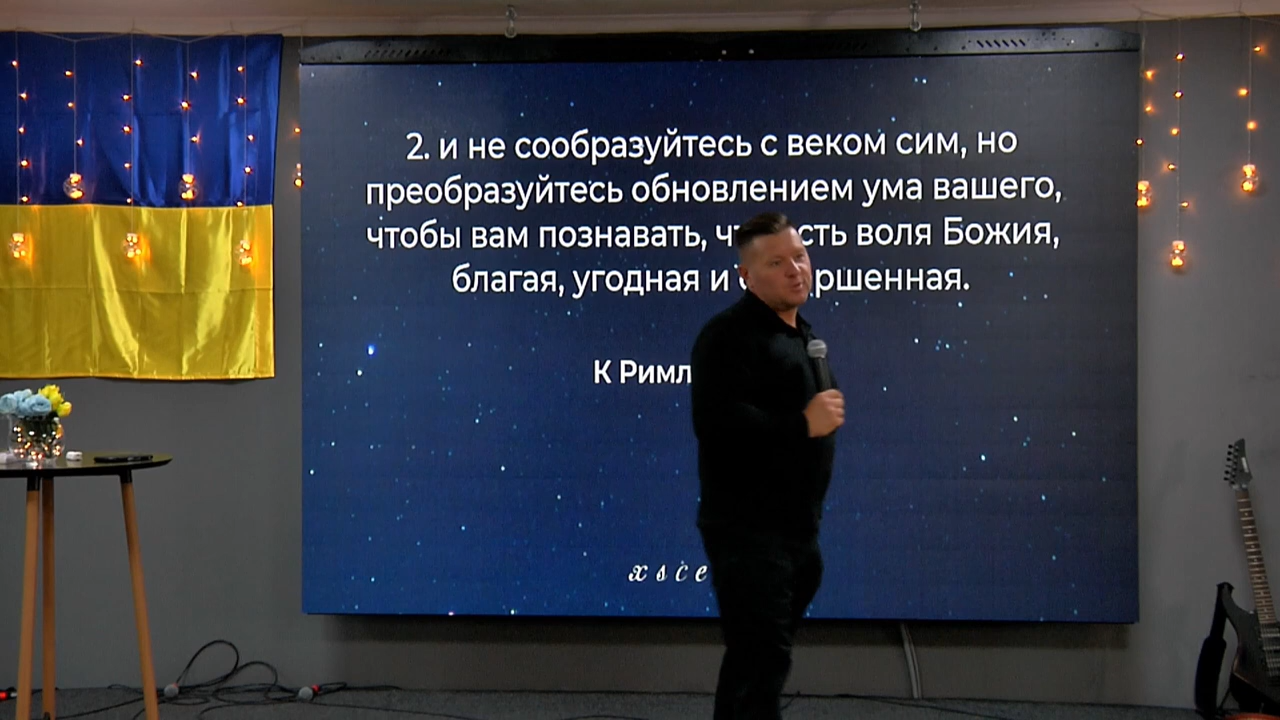 2. и не сообразуйтесь с веком сим, но
преобразуйтесь обновлением ума вашего,
чтобы вам познавать, воля Божия,
благая, угодная и
К